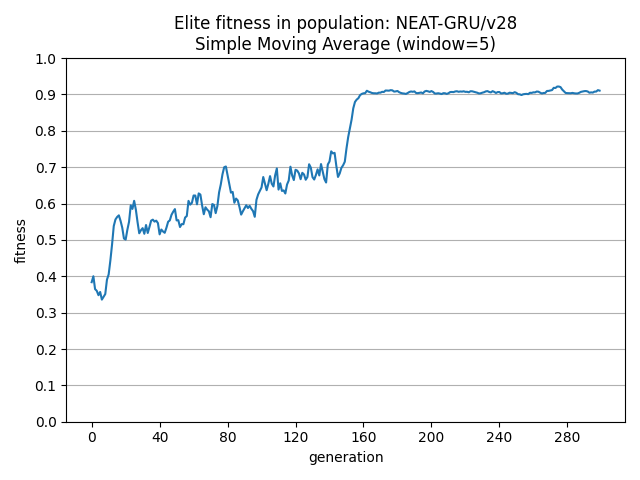 Elite fitness in population: NEAT-GRU/v28
Simple Moving Average (window=5)
1.0
0.9
0.8
0.7
0.6
0.5
0.4
0.3
0.2
0.1
0.0
fitness
0 40 80 120 160 200 240 280
generation